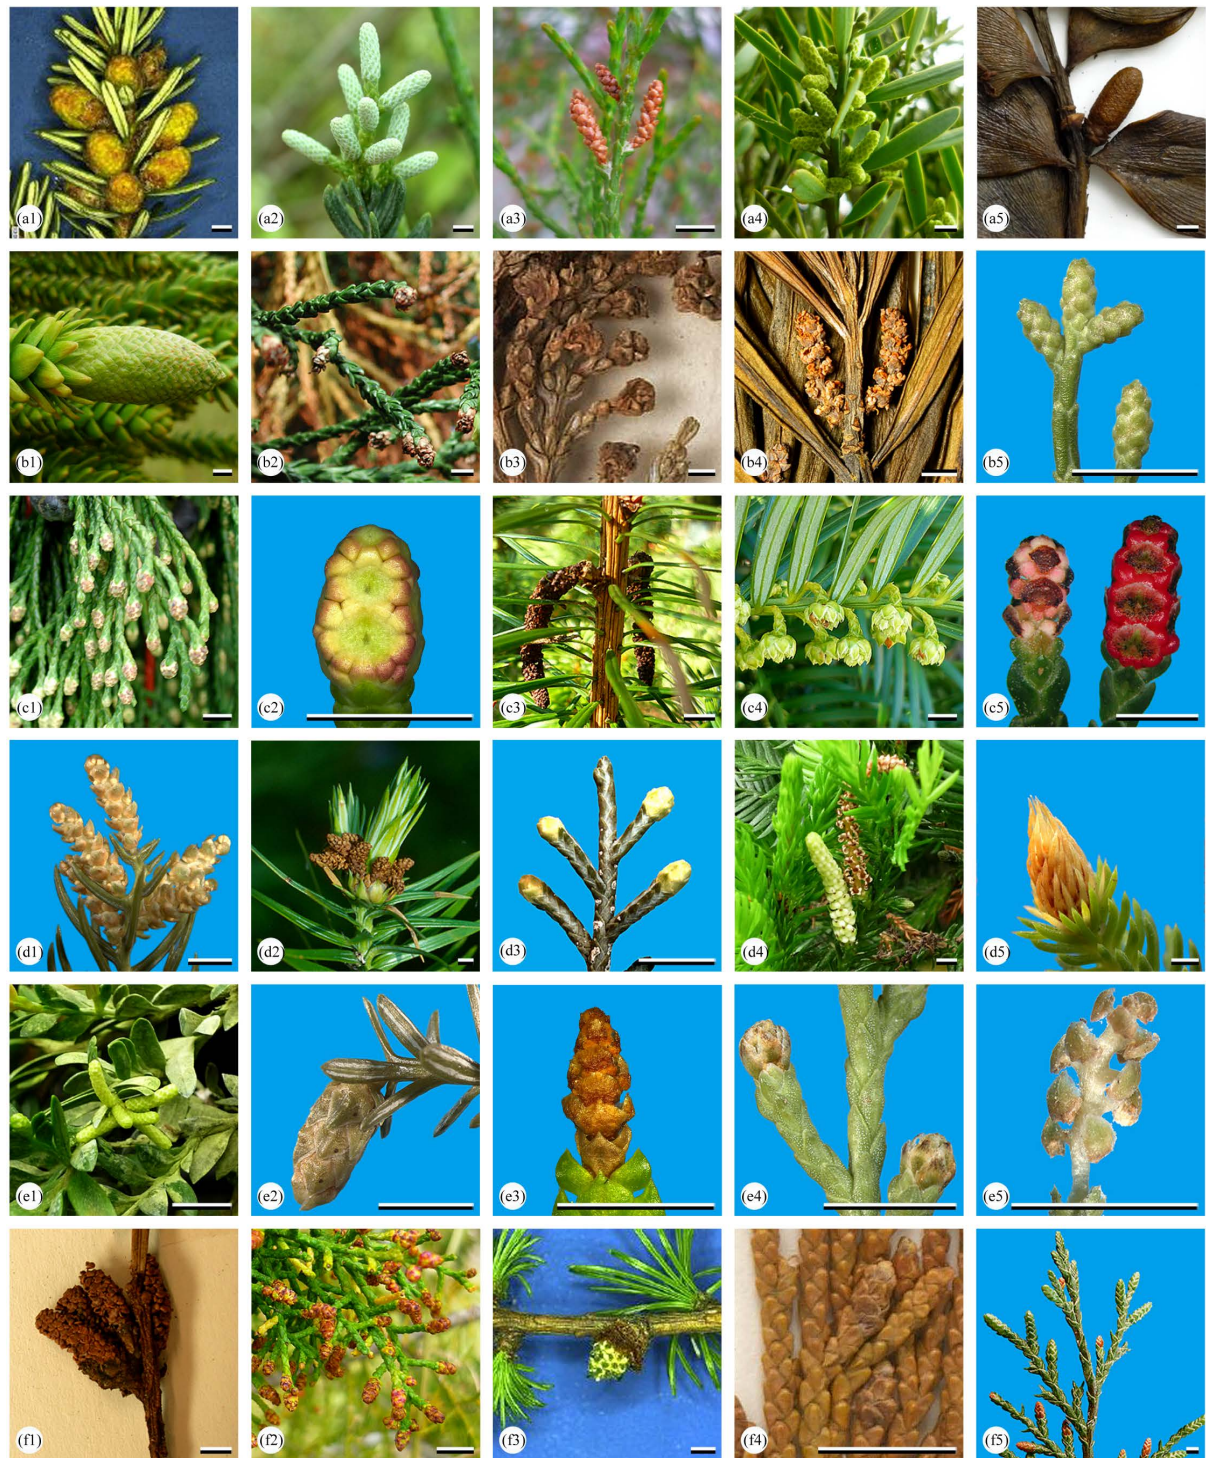 (a1) (a2) (a3) (a4) (a5)
(b1) (b2) (b3) (b4) (b5)
(c1) (c2) (c3) (c4) (c5)
(d1) (d2) (d3) (d4) (d5)
(e1) (e2) (e3) (e4) (e5)
(f1) (f2) (f3) (f4) (f5)